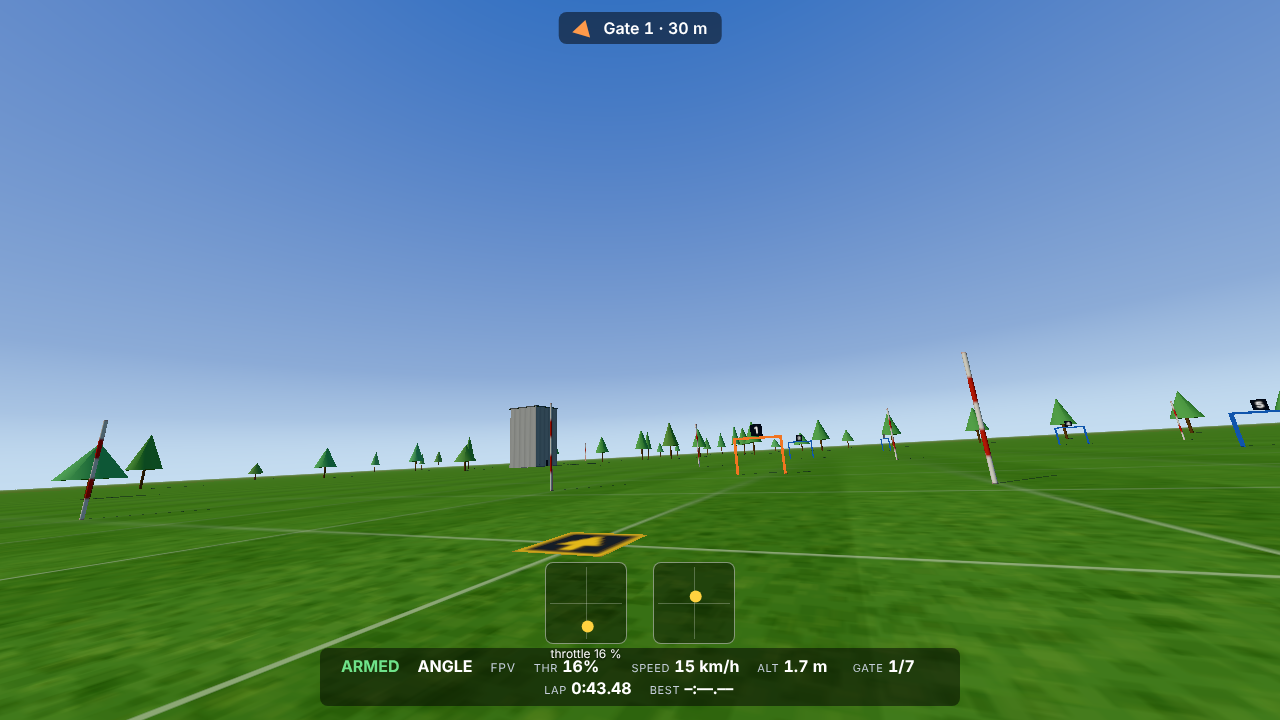 Gate 1 · 30 m
1
throttle 16 %
ARMED ANGLE FPV THR 16% SPEED 15 km/h ALT 1.7 m GATE 1/7
LAP 0:43.48 BEST –:––.––